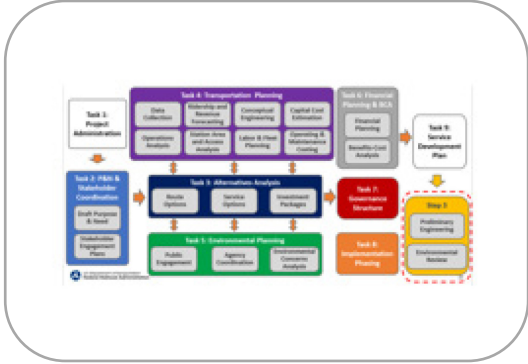 Task 4: Transportation Planning
Data
Collection
Ridership and
Revenue
Forecasting
Conceptual
Engineering
Capital Cost
Estimation
Operations
Analysis
Station Area
and Access
Analysis
Labor & Fleet
Planning
Operating &
Maintenance
Costing
Task 6: Financial
Planning & BCA
Financial
Planning
Benefits-Cost
Analysis
Task 1:
Project
Administration
Task 9:
Service
Development
Plan
Task 2: P&N &
Stakeholder
Coordination
Draft Purpose
& Need
Stakeholder
Engagement
Plans
Task 3: Alternatives Analysis
Route
Options
Service
Options
Investment
Packages
Task 7:
Governance
Structure
Step 3
Preliminary
Engineering
Environmental
Review
Task 5: Environmental Planning
Public
Engagement
Agency
Coordination
Environmental
Concerns
Analysis
Task 8:
Implementation
Phasing
U.S. Department of Transportation
Federal Railroad Administration